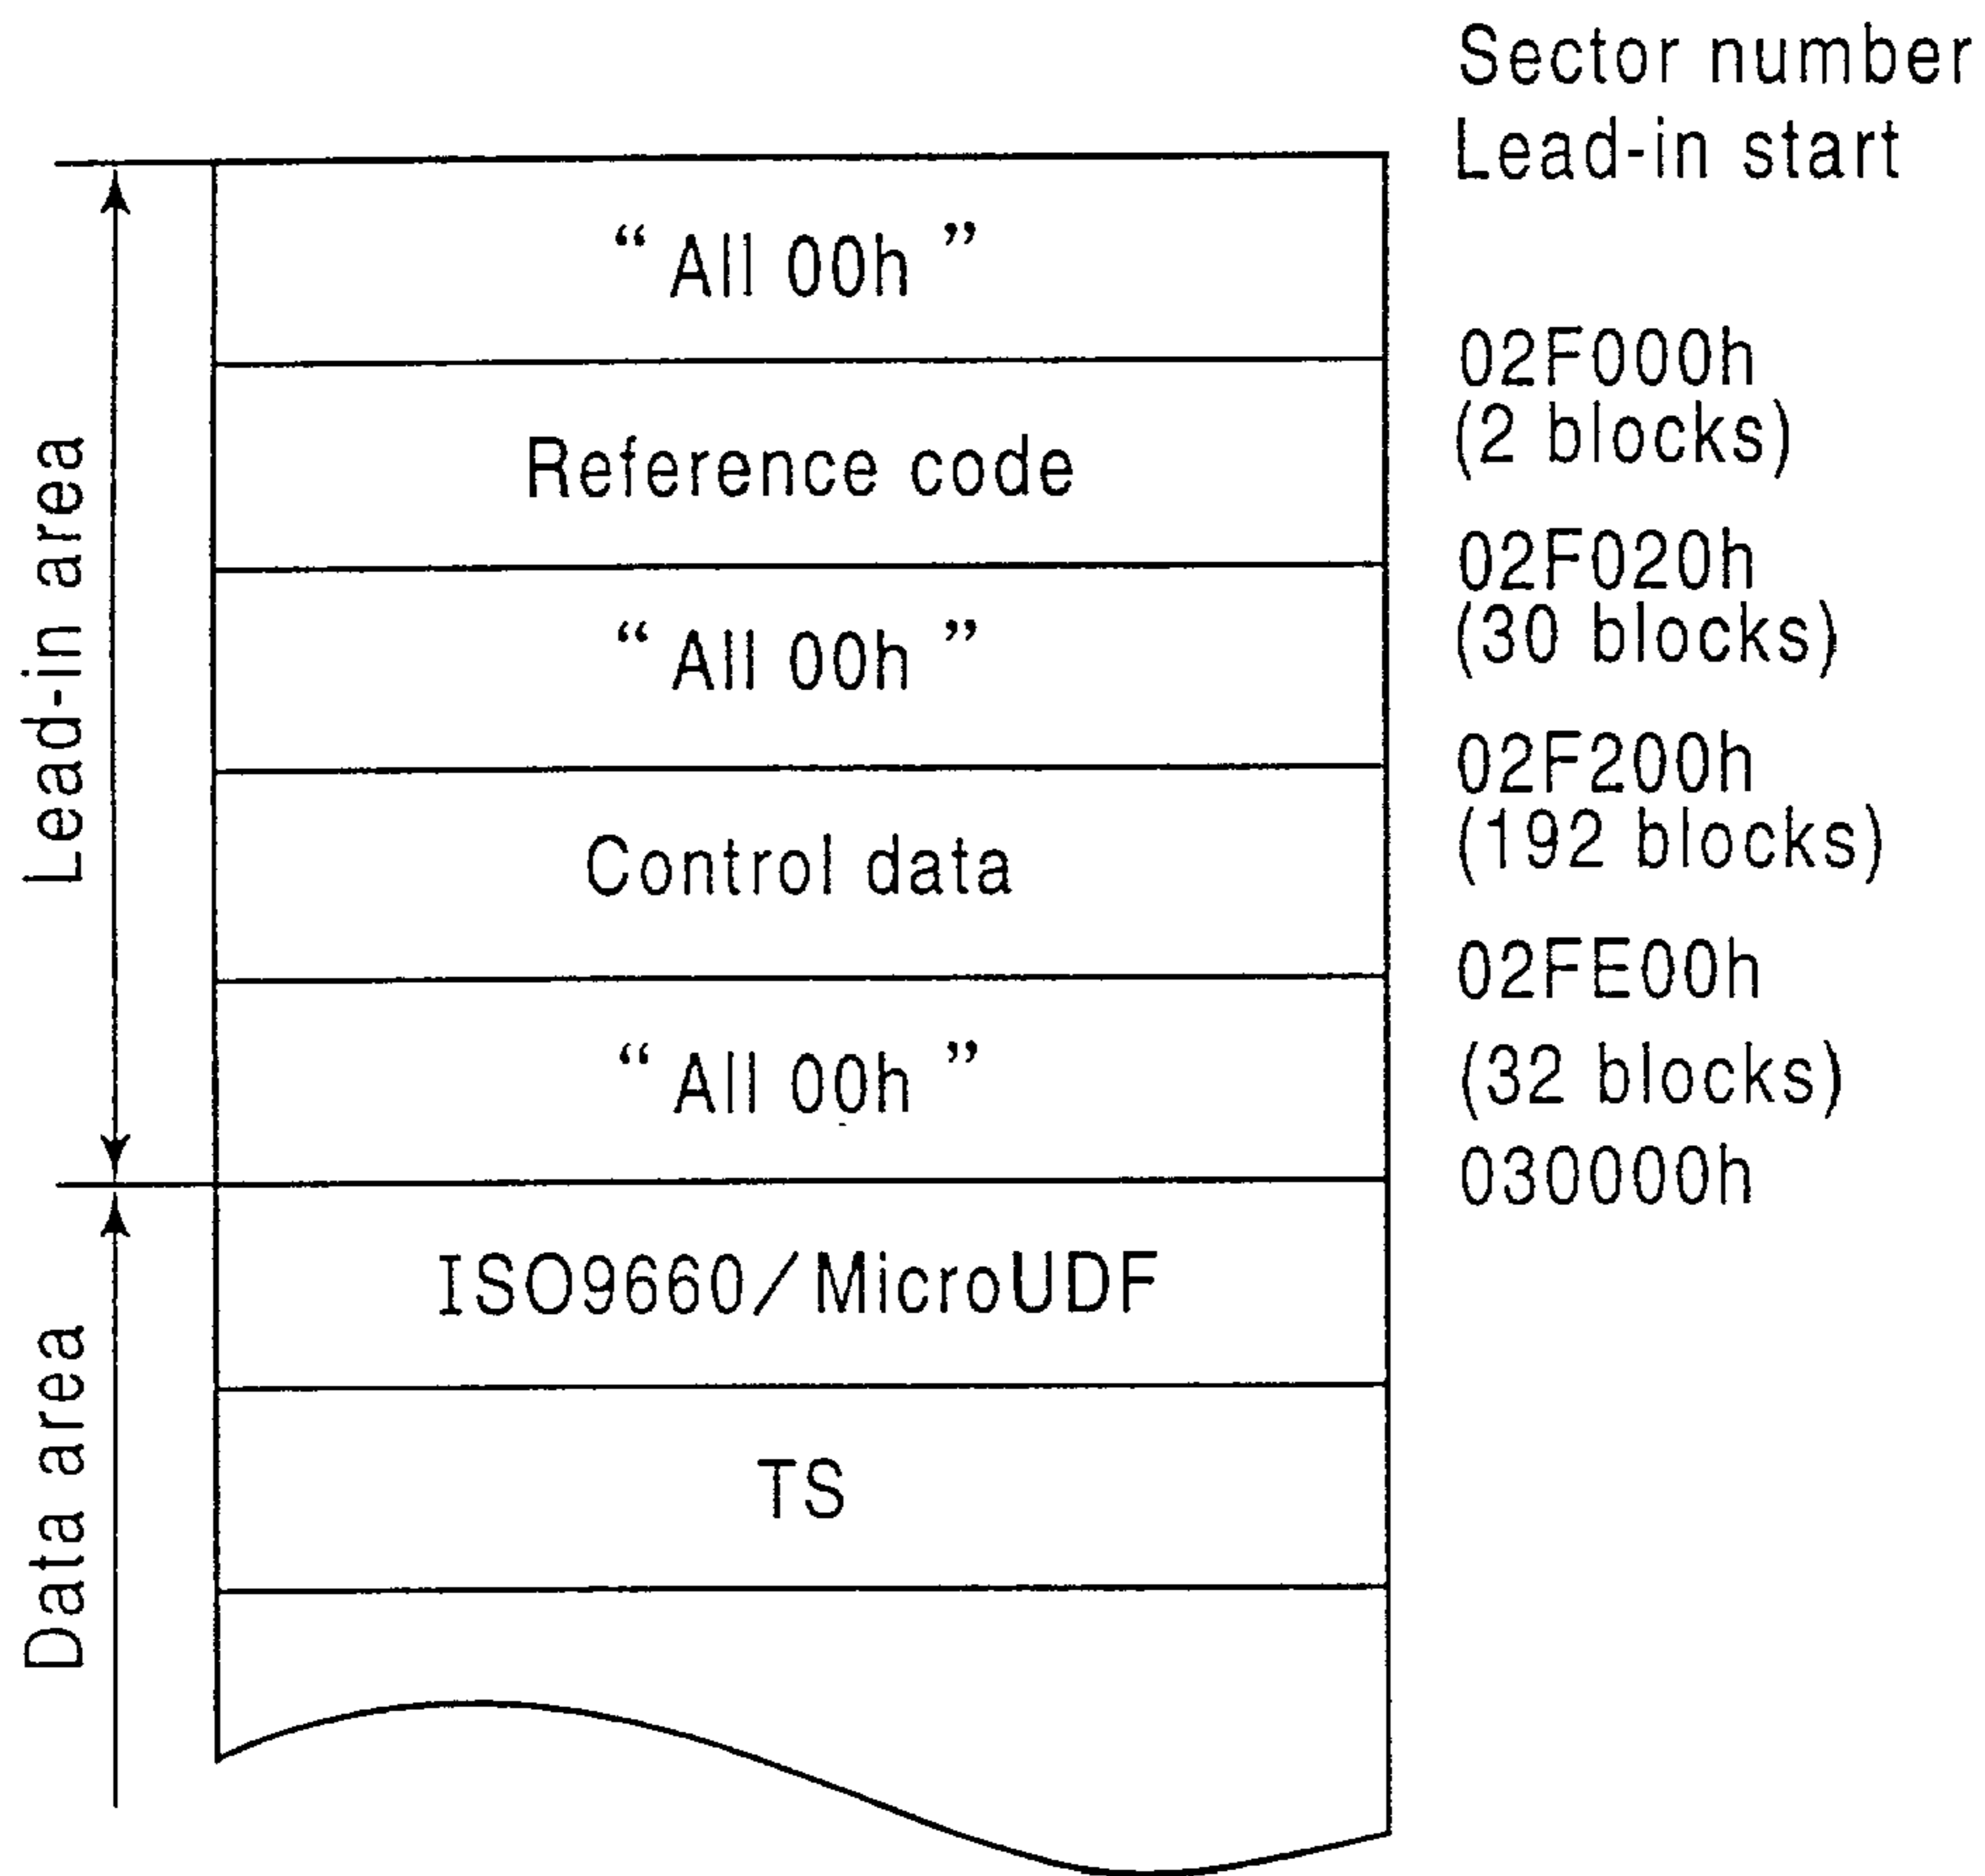 Sector number
Lead-in start
“ All 00h ”
02F000h
(2 blocks)
Reference code
02F020h
(30 blocks)
“ All 00h ”
02F200h
(192 blocks)
Control data
02FE00h
“ All 00h ”
(32 blocks)
030000h
Lead-in area
ISO9660/MicroUDF
TS
Data area